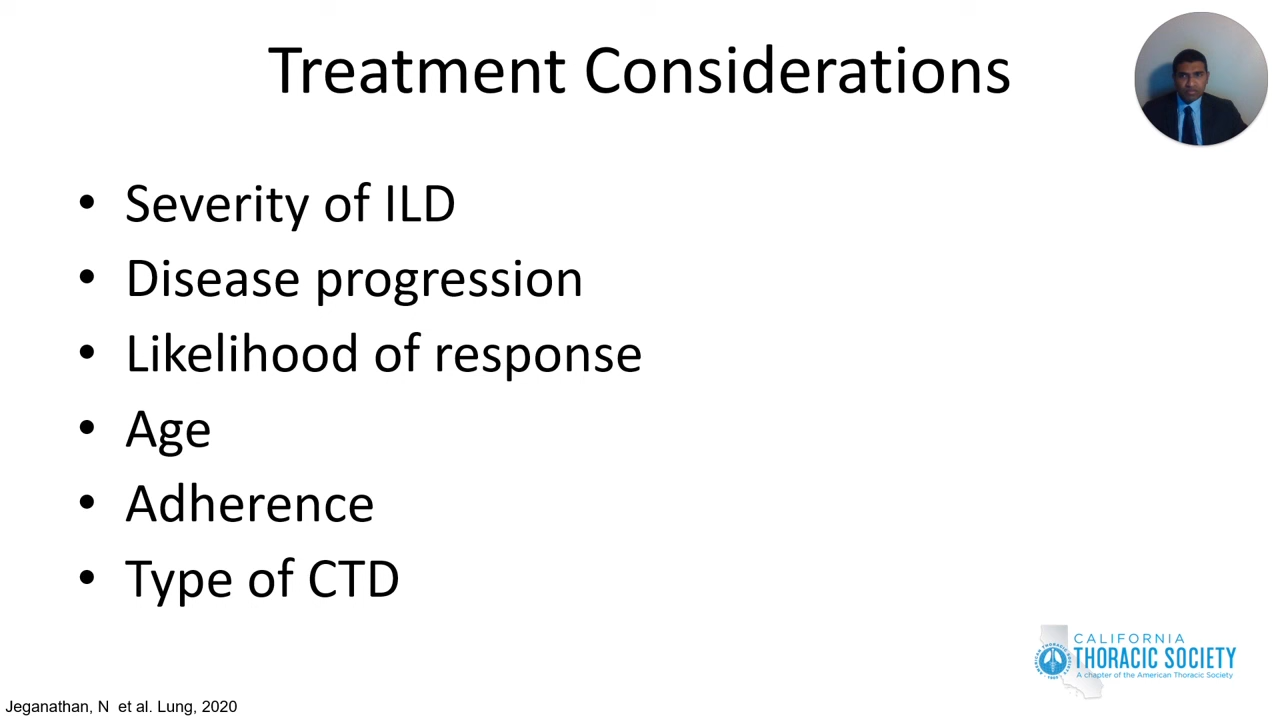 Treatment Considerations
• Severity of ILD
• Disease progression
• Likelihood of response
• Age
• Adherence
• Type of CTD
CALIFORNIA
THORACIC SOCIETY
A chapter of the American Thoracic Society
Jeganathan, N et al. Lung, 2020